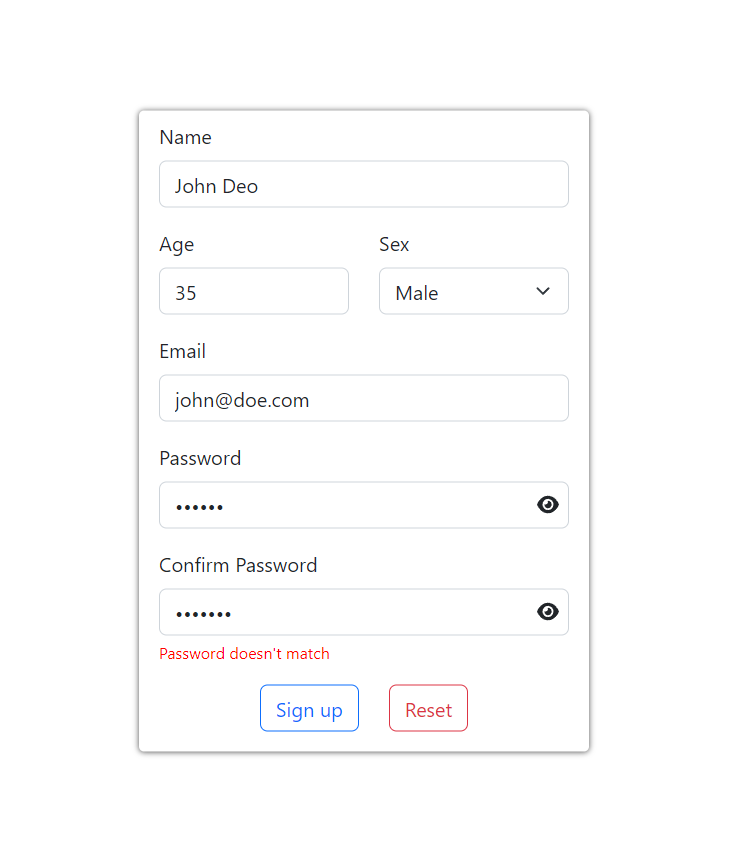 Name
John Deo
Age Sex
35 Male
Email
john@doe.com
Password
••••••
Confirm Password
•••••••
Password doesn't match
Sign up Reset